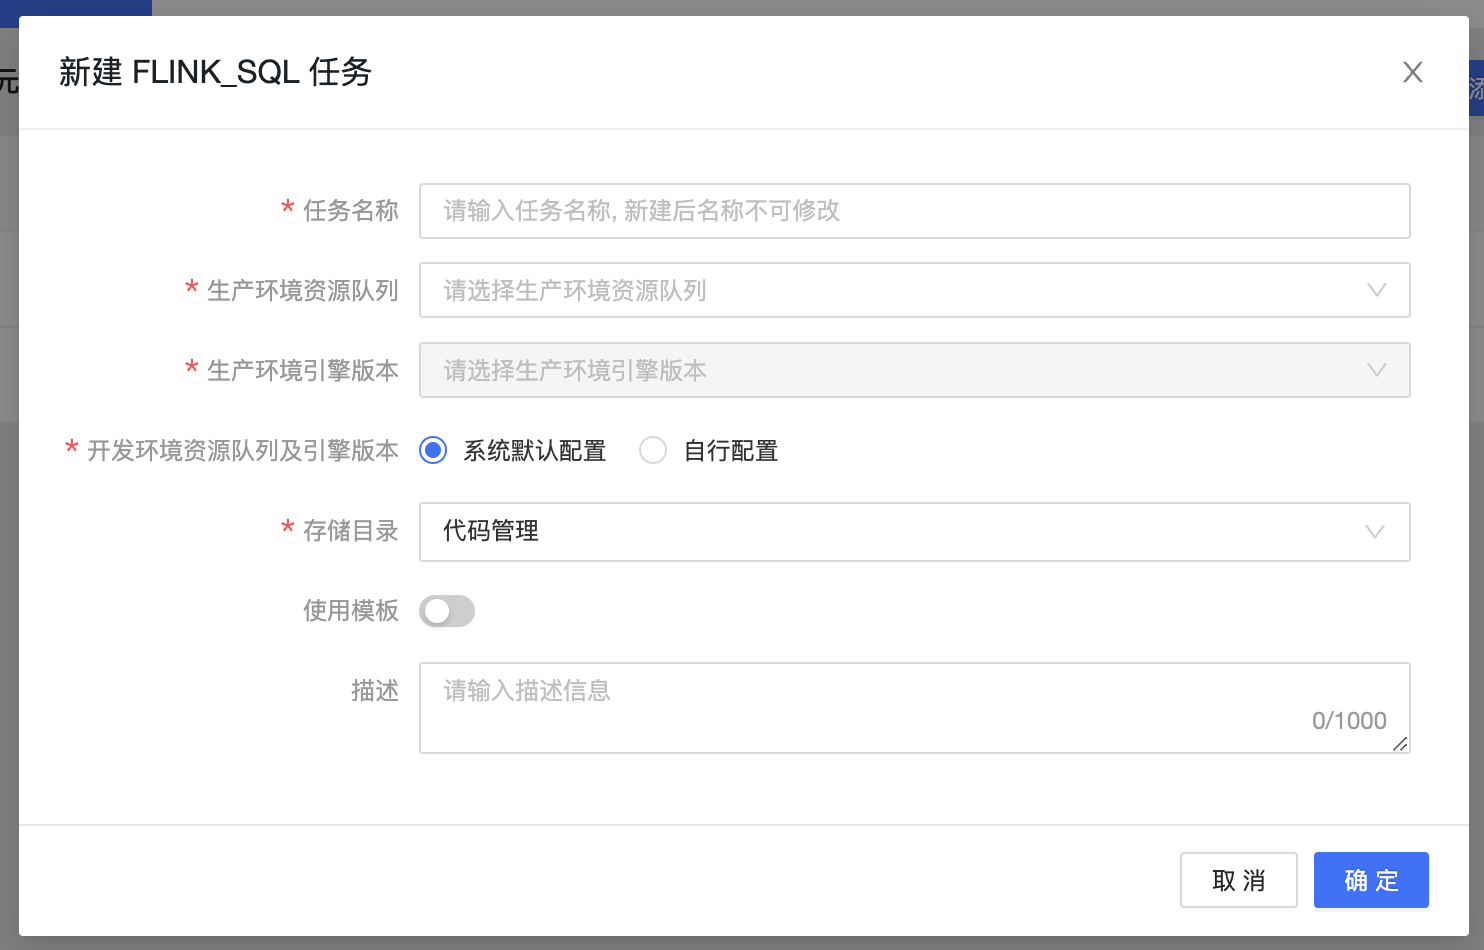 元
添
新建 FLINK_SQL 任务
* 任务名称
请输入任务名称, 新建后名称不可修改
* 生产环境资源队列
请选择生产环境资源队列
* 生产环境引擎版本
请选择生产环境引擎版本
* 开发环境资源队列及引擎版本
系统默认配置 自行配置
* 存储目录
代码管理
使用模板
描述
请输入描述信息
0/1000
取 消 确 定